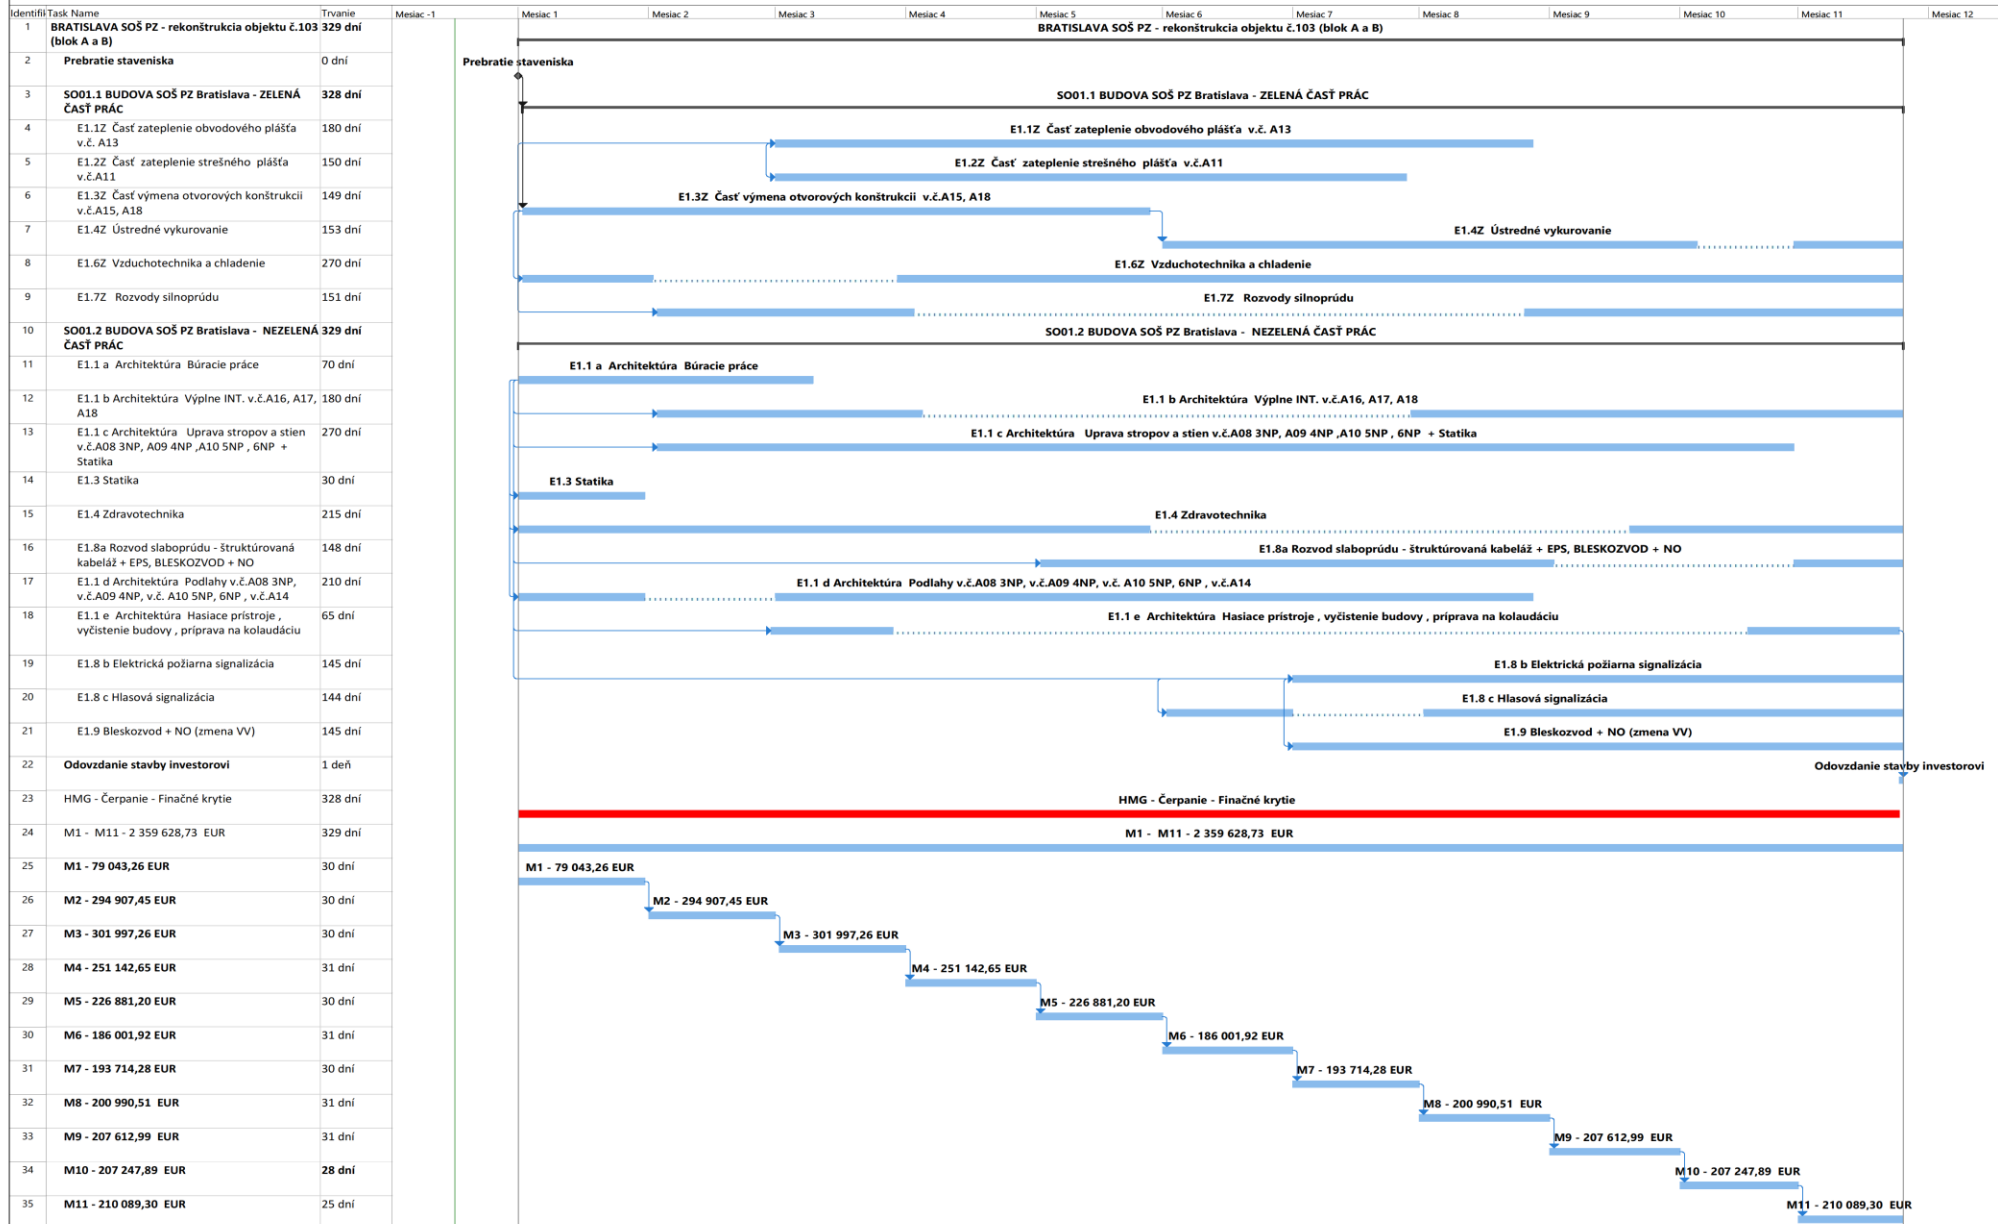 Identifi Task Name Trvanie Mesiac -1 Mesiac 1 Mesiac 2 Mesiac 3 Mesiac 4 Mesiac 5 Mesiac 6 Mesiac 7 Mesiac 8 Mesiac 9 Mesiac 10 Mesiac 11 Mesiac 12
1 BRATISLAVA SOŠ PZ - rekonštrukcia objektu č.103 329 dní BRATISLAVA SOŠ PZ - rekonštrukcia objektu č.103 (blok A a B)
(blok A a B)
2 Prebratie staveniska 0 dní Prebratie staveniska
3 SO01.1 BUDOVA SOŠ PZ Bratislava - ZELENÁ 328 dní SO01.1 BUDOVA SOŠ PZ Bratislava - ZELENÁ ČASŤ PRÁC
ČASŤ PRÁC
4 E1.1Z Časť zateplenie obvodového plášťa 180 dní E1.1Z Časť zateplenie obvodového plášťa v.č. A13
v.č. A13
5 E1.2Z Časť zateplenie strešného plášťa 150 dní E1.2Z Časť zateplenie strešného plášťa v.č.A11
v.č.A11
6 E1.3Z Časť výmena otvorových konštrukcii 149 dní E1.3Z Časť výmena otvorových konštrukcii v.č.A15, A18
v.č.A15, A18
7 E1.4Z Ústredné vykurovanie 153 dní E1.4Z Ústredné vykurovanie
8 E1.6Z Vzduchotechnika a chladenie 270 dní E1.6Z Vzduchotechnika a chladenie
9 E1.7Z Rozvody silnoprúdu 151 dní E1.7Z Rozvody silnoprúdu
10 SO01.2 BUDOVA SOŠ PZ Bratislava - NEZELENÁ 329 dní SO01.2 BUDOVA SOŠ PZ Bratislava - NEZELENÁ ČASŤ PRÁC
ČASŤ PRÁC
11 E1.1 a Architektúra Búracie práce 70 dní E1.1 a Architektúra Búracie práce
12 E1.1 b Architektúra Výplne INT. v.č.A16, A17, 180 dní E1.1 b Architektúra Výplne INT. v.č.A16, A17, A18
A18
13 E1.1 c Architektúra Uprava stropov a stien 270 dní E1.1 c Architektúra Uprava stropov a stien v.č.A08 3NP, A09 4NP ,A10 5NP , 6NP + Statika
v.č.A08 3NP, A09 4NP ,A10 5NP , 6NP +
Statika
14 E1.3 Statika 30 dní E1.3 Statika
15 E1.4 Zdravotechnika 215 dní E1.4 Zdravotechnika
16 E1.8a Rozvod slaboprúdu - štruktúrovaná 148 dní E1.8a Rozvod slaboprúdu - štruktúrovaná kabeláž + EPS, BLESKOZVOD + NO
kabeláž + EPS, BLESKOZVOD + NO
17 E1.1 d Architektúra Podlahy v.č.A08 3NP, 210 dní E1.1 d Architektúra Podlahy v.č.A08 3NP, v.č.A09 4NP, v.č. A10 5NP, 6NP , v.č.A14
v.č.A09 4NP, v.č. A10 5NP, 6NP , v.č.A14
18 E1.1 e Architektúra Hasiace prístroje , 65 dní E1.1 e Architektúra Hasiace prístroje , vyčistenie budovy , príprava na kolaudáciu
vyčistenie budovy , príprava na kolaudáciu
19 E1.8 b Elektrická požiarna signalizácia 145 dní E1.8 b Elektrická požiarna signalizácia
20 E1.8 c Hlasová signalizácia 144 dní E1.8 c Hlasová signalizácia
21 E1.9 Bleskozvod + NO (zmena VV) 145 dní E1.9 Bleskozvod + NO (zmena VV)
22 Odovzdanie stavby investorovi 1 deň Odovzdanie stavby investorovi
23 HMG - Čerpanie - Finačné krytie 328 dní HMG - Čerpanie - Finačné krytie
24 M1 - M11 - 2 359 628,73 EUR 329 dní M1 - M11 - 2 359 628,73 EUR
25 M1 - 79 043,26 EUR 30 dní M1 - 79 043,26 EUR
26 M2 - 294 907,45 EUR 30 dní M2 - 294 907,45 EUR
27 M3 - 301 997,26 EUR 30 dní M3 - 301 997,26 EUR
28 M4 - 251 142,65 EUR 31 dní M4 - 251 142,65 EUR
29 M5 - 226 881,20 EUR 30 dní M5 - 226 881,20 EUR
30 M6 - 186 001,92 EUR 31 dní M6 - 186 001,92 EUR
31 M7 - 193 714,28 EUR 30 dní M7 - 193 714,28 EUR
32 M8 - 200 990,51 EUR 31 dní M8 - 200 990,51 EUR
33 M9 - 207 612,99 EUR 31 dní M9 - 207 612,99 EUR
34 M10 - 207 247,89 EUR 28 dní M10 - 207 247,89 EUR
35 M11 - 210 089,30 EUR 25 dní M11 - 210 089,30 EUR